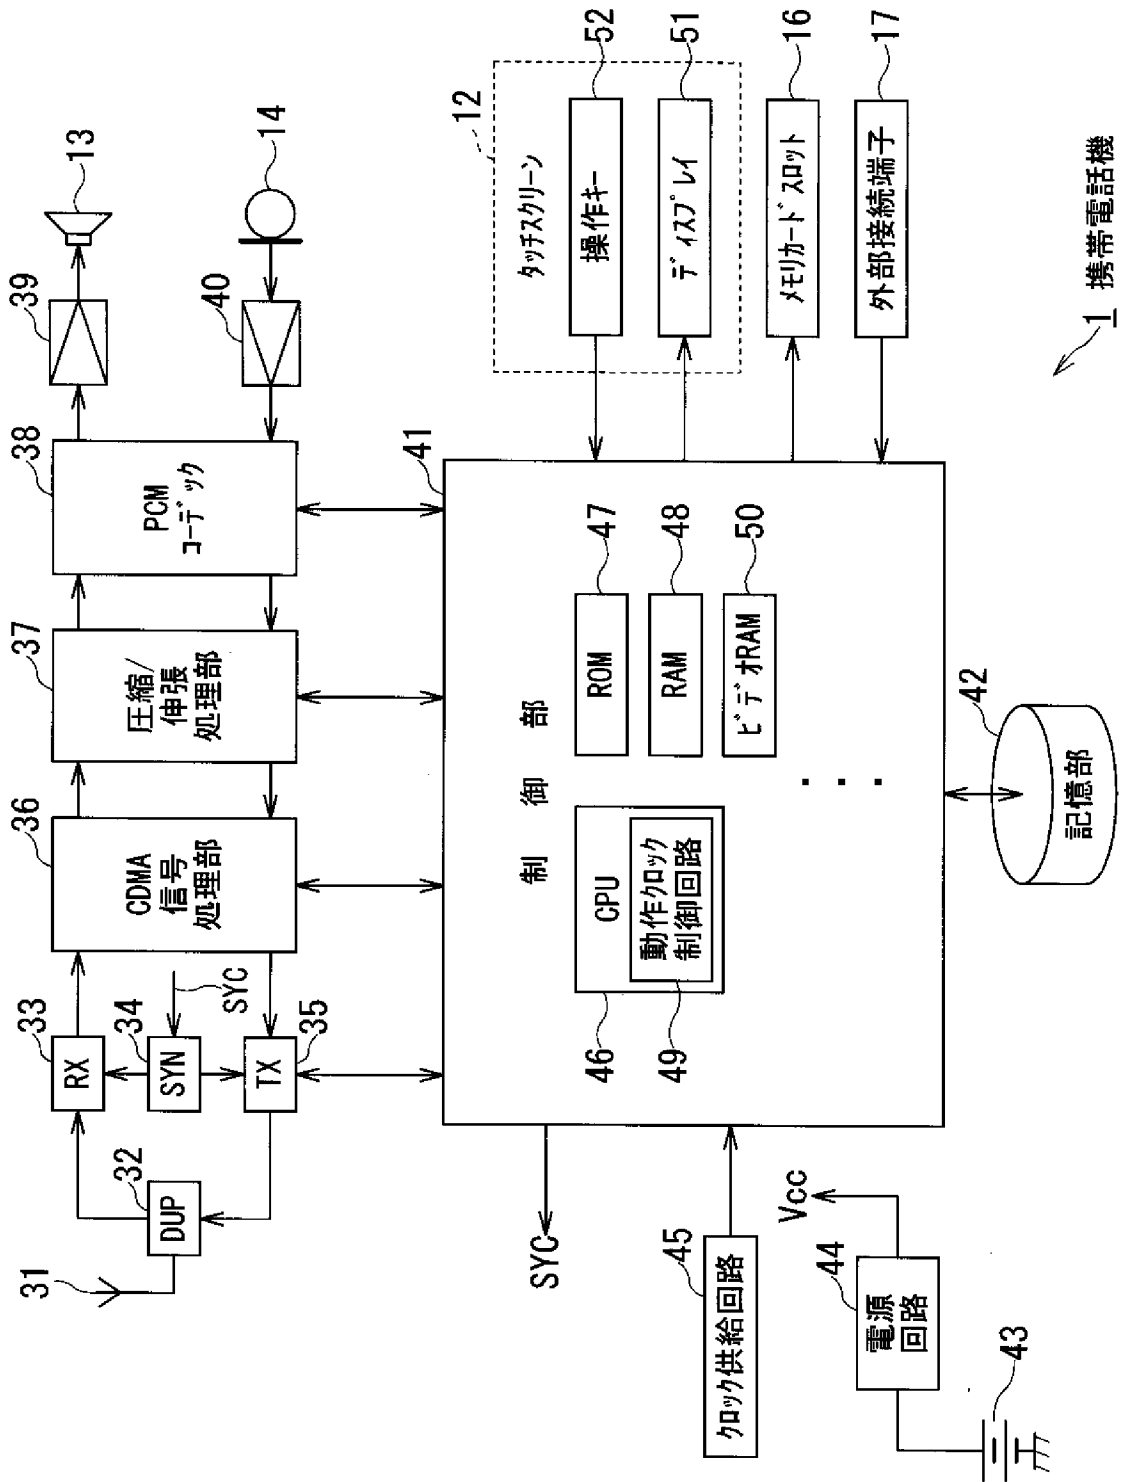 31
32
DUP
33
RX
34
SYN
SYC
35
TX
36
CDMA
信号
処理部
37
圧縮/
伸張
処理部
38
PCM
コーデック
39
40
13
14
41
制御部
CPU
動作クロック
制御回路
46
49
ROM
47
RAM
48
ビデオRAM
50
・・・
12
タッチスクリーン
操作キー
52
ディスプレイ
51
メモリカードスロット
16
外部接続端子
17
SYC
クロック供給回路
45
Vcc
電源
回路
44
43
記憶部
42
1 携帯電話機